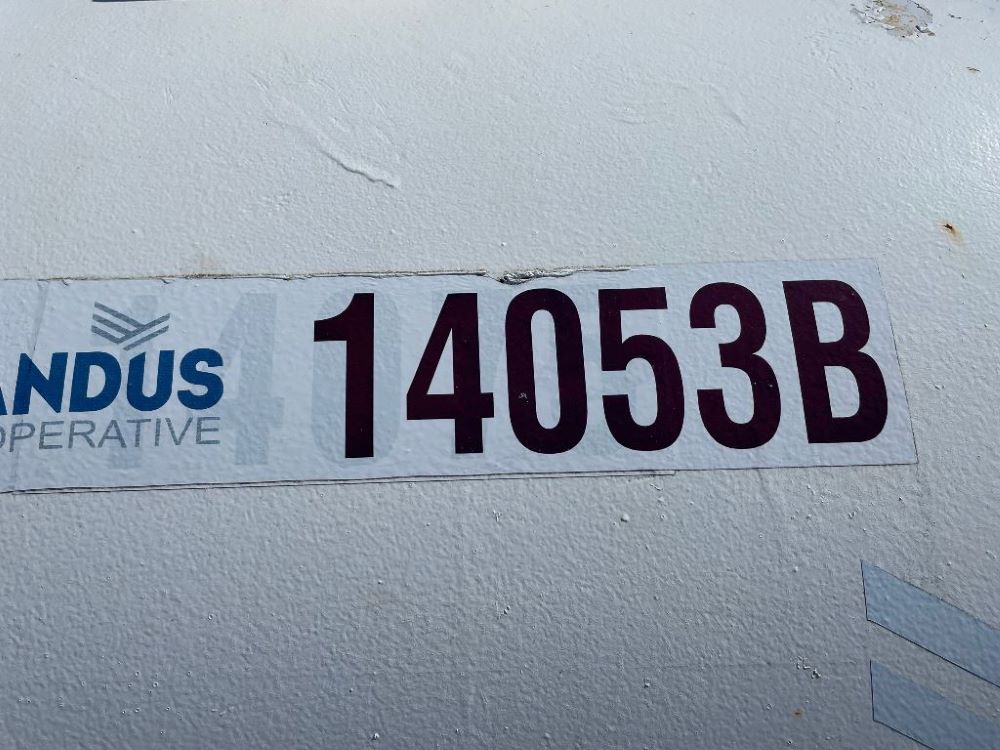 ANDUS
OPERATIVE
14053B